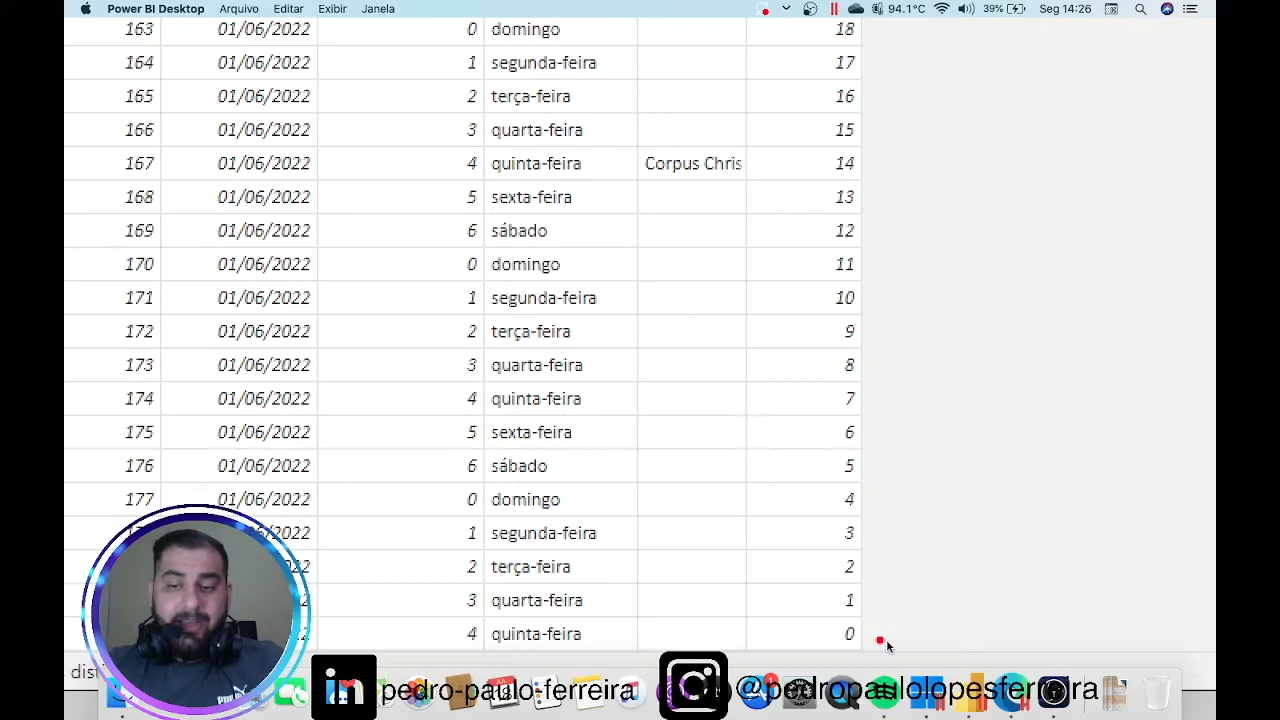 Power BI Desktop Arquivo Editar Exibir Janela 94.1°C 39% Seg 14:26
163 01/06/2022 0 domingo 18
164 01/06/2022 1 segunda-feira 17
165 01/06/2022 2 terça-feira 16
166 01/06/2022 3 quarta-feira 15
167 01/06/2022 4 quinta-feira Corpus Chris 14
168 01/06/2022 5 sexta-feira 13
169 01/06/2022 6 sábado 12
170 01/06/2022 0 domingo 11
171 01/06/2022 1 segunda-feira 10
172 01/06/2022 2 terça-feira 9
173 01/06/2022 3 quarta-feira 8
174 01/06/2022 4 quinta-feira 7
175 01/06/2022 5 sexta-feira 6
176 01/06/2022 6 sábado 5
177 01/06/2022 0 domingo 4
1 segunda-feira 3
2 terça-feira 2
3 quarta-feira 1
4 quinta-feira 0
in pedro-paulo-ferreira @pedropaulolopesferreira